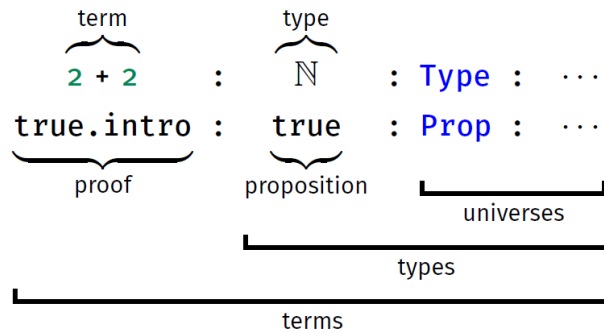 term type
2 + 2 : ℕ : Type : ⋯
true.intro : true : Prop : ⋯
proof proposition
universes
types
terms